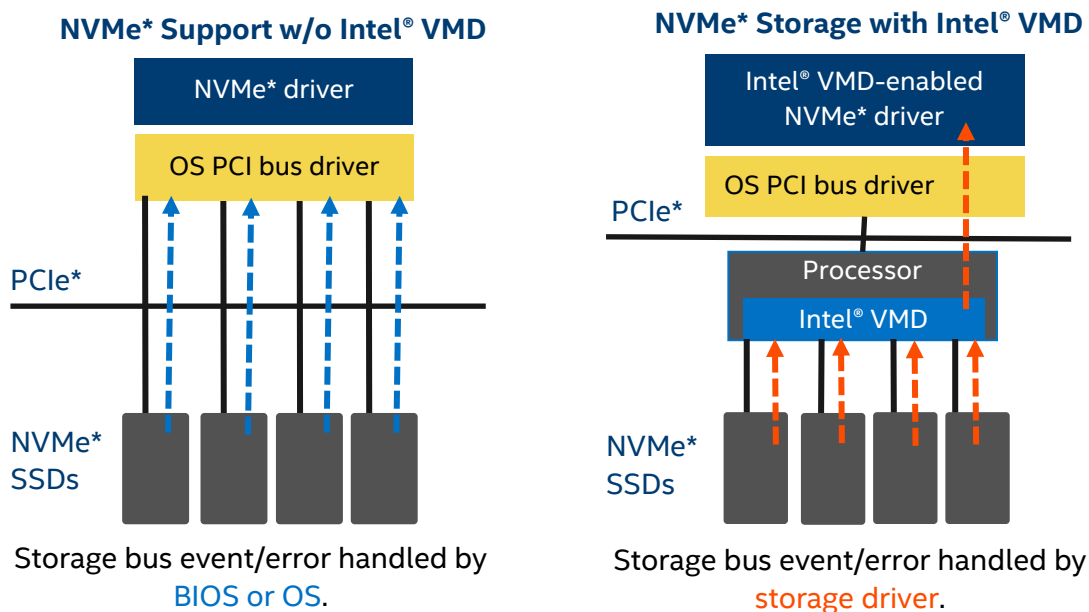 NVMe* Support w/o Intel® VMD
NVMe* driver
OS PCI bus driver
PCIe*
NVMe*
SSDs
Storage bus event/error handled by
BIOS or OS.
NVMe* Storage with Intel® VMD
Intel® VMD-enabled
NVMe* driver
OS PCI bus driver
PCIe*
Processor
Intel® VMD
NVMe*
SSDs
Storage bus event/error handled by
storage driver.